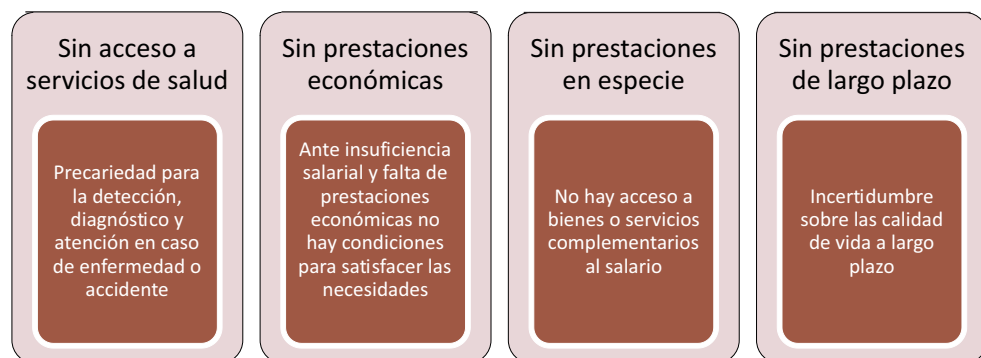 Sin acceso a
servicios de salud
Precariedad para
la detección,
diagnóstico y
atención en caso
de enfermedad o
accidente
Sin prestaciones
económicas
Ante insuficiencia
salarial y falta de
prestaciones
económicas no
hay condiciones
para satisfacer las
necesidades
Sin prestaciones
en especie
No hay acceso a
bienes o servicios
complementarios
al salario
Sin prestaciones
de largo plazo
Incertidumbre
sobre las calidad
de vida a largo
plazo